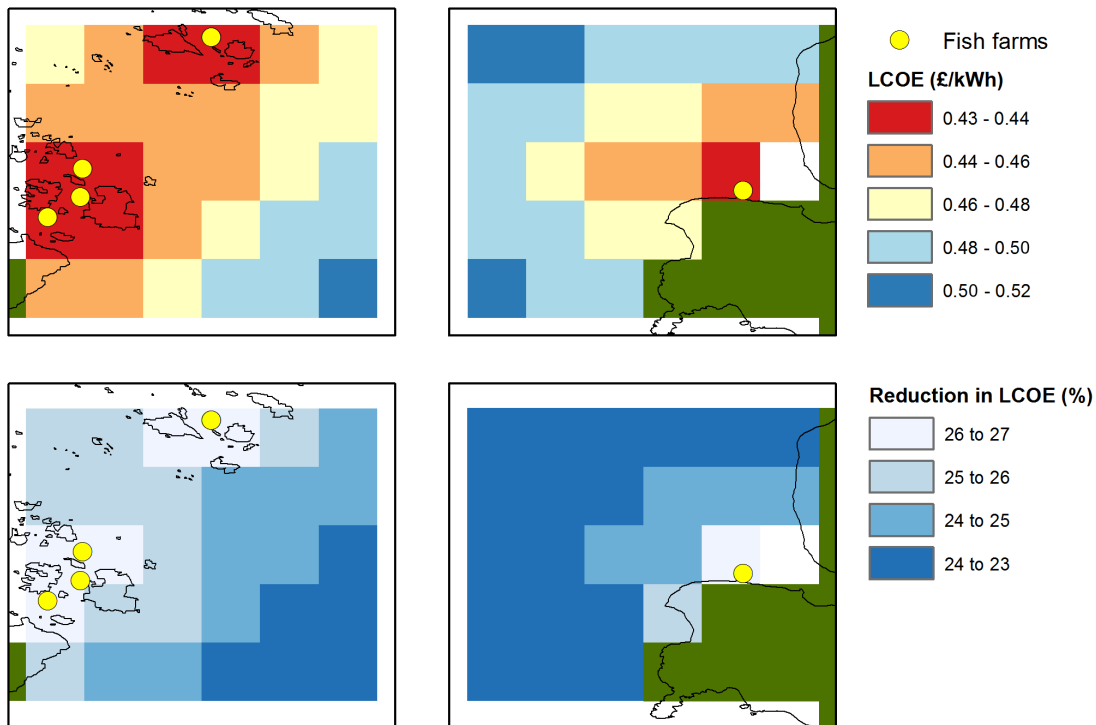 Fish farms
LCOE (£/kWh)
0.43 - 0.44
0.44 - 0.46
0.46 - 0.48
0.48 - 0.50
0.50 - 0.52
Reduction in LCOE (%)
26 to 27
25 to 26
24 to 25
24 to 23